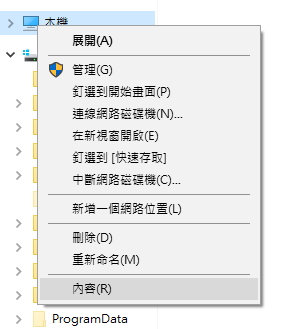 本機
展開(A)
管理(G)
釘選到開始畫面(P)
連線網路磁碟機(N)...
在新視窗開啟(E)
釘選到 [快速存取]
中斷網路磁碟機(C)...
新增一個網路位置(L)
刪除(D)
重新命名(M)
內容(R)
ProgramData